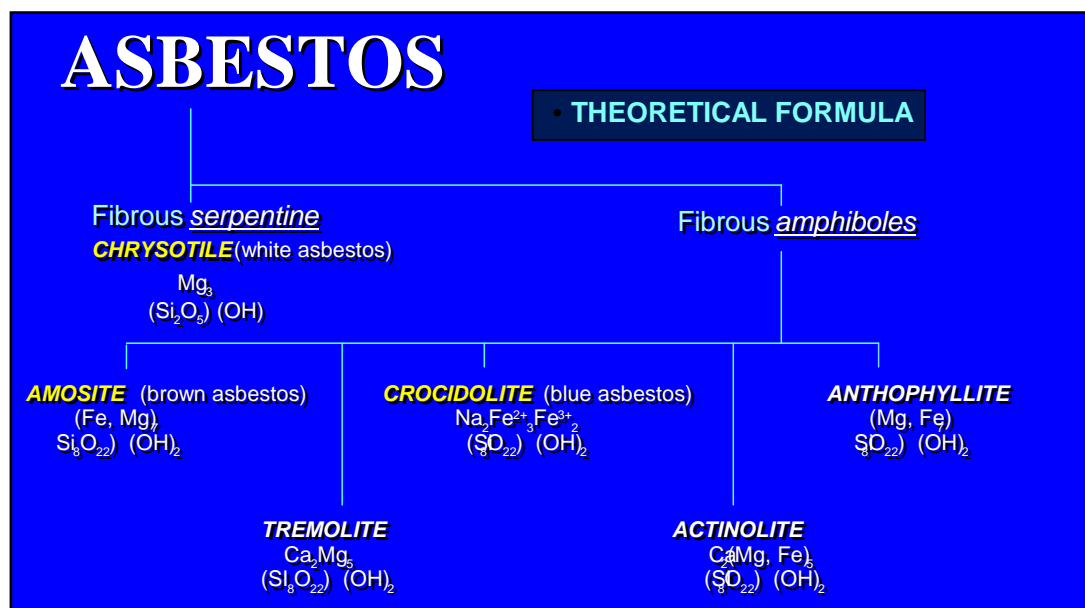 ASBESTOS
• THEORETICAL FORMULA
Fibrous serpentine
CHRYSOTILE (white asbestos)
Mg₃
(Si₂O₅) (OH)
Fibrous amphiboles
AMOSITE (brown asbestos)
(Fe, Mg)₇
Si₈O₂₂) (OH)₂
CROCIDOLITE (blue asbestos)
Na₂Fe²⁺₃Fe³⁺₂
(Si₈O₂₂) (OH)₂
ANTHOPHYLLITE
(Mg, Fe)₇
Si₈O₂₂) (OH)₂
TREMOLITE
Ca₂Mg₅
(SI₈O₂₂) (OH)₂
ACTINOLITE
Ca₂(Mg, Fe)₅
(Si₈O₂₂) (OH)₂